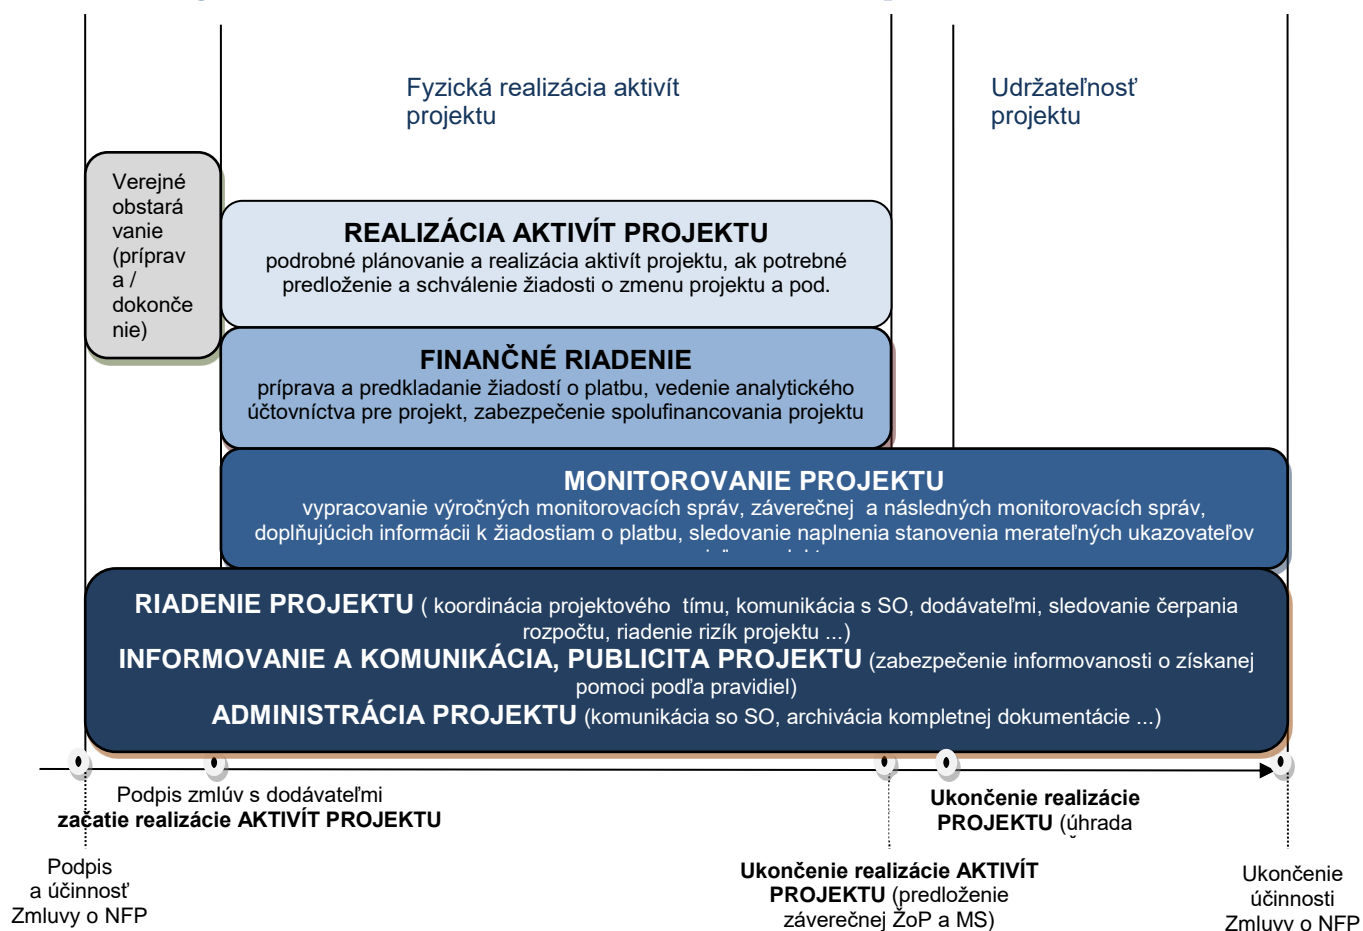 Fyzická realizácia aktivít
projektu
Udržateľnosť
projektu
Verejné
obstará
vanie
(príprav
a /
dokonče
nie)
REALIZÁCIA AKTIVÍT PROJEKTU
podrobné plánovanie a realizácia aktivít projektu, ak potrebné
predloženie a schválenie žiadosti o zmenu projektu a pod.
FINANČNÉ RIADENIE
príprava a predkladanie žiadostí o platbu, vedenie analytického
účtovníctva pre projekt, zabezpečenie spolufinancovania projektu
MONITOROVANIE PROJEKTU
vypracovanie výročných monitorovacích správ, záverečnej a následných monitorovacích správ,
doplňujúcich informácii k žiadostiam o platbu, sledovanie naplnenia stanovenia merateľných ukazovateľov
RIADENIE PROJEKTU ( koordinácia projektového tímu, komunikácia s SO, dodávateľmi, sledovanie čerpania
rozpočtu, riadenie rizík projektu ...)
INFORMOVANIE A KOMUNIKÁCIA, PUBLICITA PROJEKTU (zabezpečenie informovanosti o získanej
pomoci podľa pravidiel)
ADMINISTRÁCIA PROJEKTU (komunikácia so SO, archivácia kompletnej dokumentácie ...)
Podpis zmlúv s dodávateľmi
začatie realizácie AKTIVÍT PROJEKTU
Ukončenie realizácie
PROJEKTU (úhrada
Podpis
a účinnosť
Zmluvy o NFP
Ukončenie realizácie AKTIVÍT
PROJEKTU (predloženie
záverečnej ŽoP a MS)
Ukončenie
účinnosti
Zmluvy o NFP